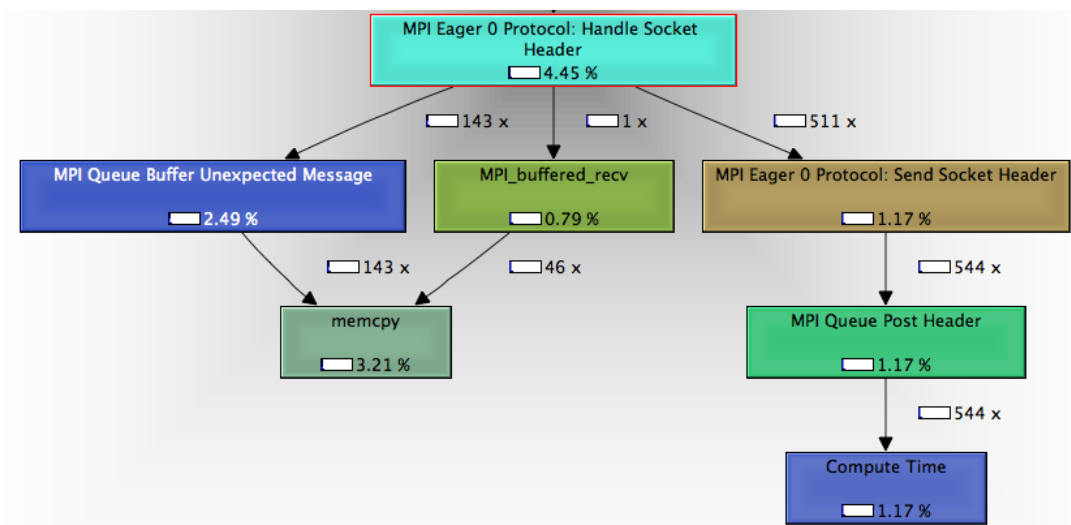 MPI Eager 0 Protocol: Handle Socket
Header
4.45 %
143 x
1 x
511 x
MPI Queue Buffer Unexpected Message
2.49 %
MPI_buffered_recv
0.79 %
MPI Eager 0 Protocol: Send Socket Header
1.17 %
143 x
46 x
544 x
memcpy
3.21 %
MPI Queue Post Header
1.17 %
544 x
Compute Time
1.17 %